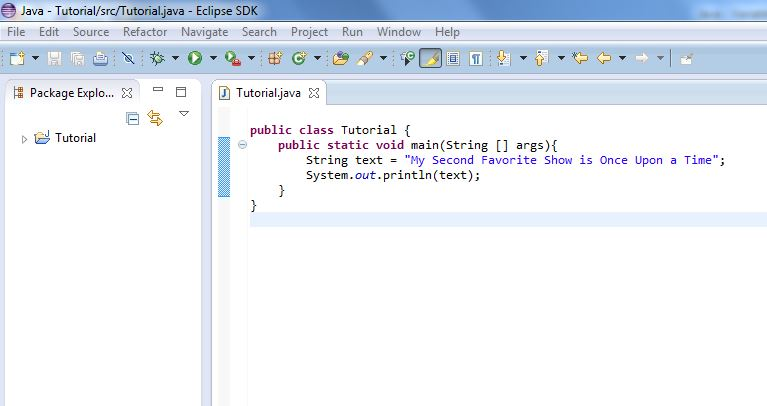 Java - Tutorial/src/Tutorial.java - Eclipse SDK
File Edit Source Refactor Navigate Search Project Run Window Help
Package Explo...
Tutorial.java
Tutorial
public class Tutorial {
public static void main(String [] args){
String text = "My Second Favorite Show is Once Upon a Time";
System.out.println(text);
}
}